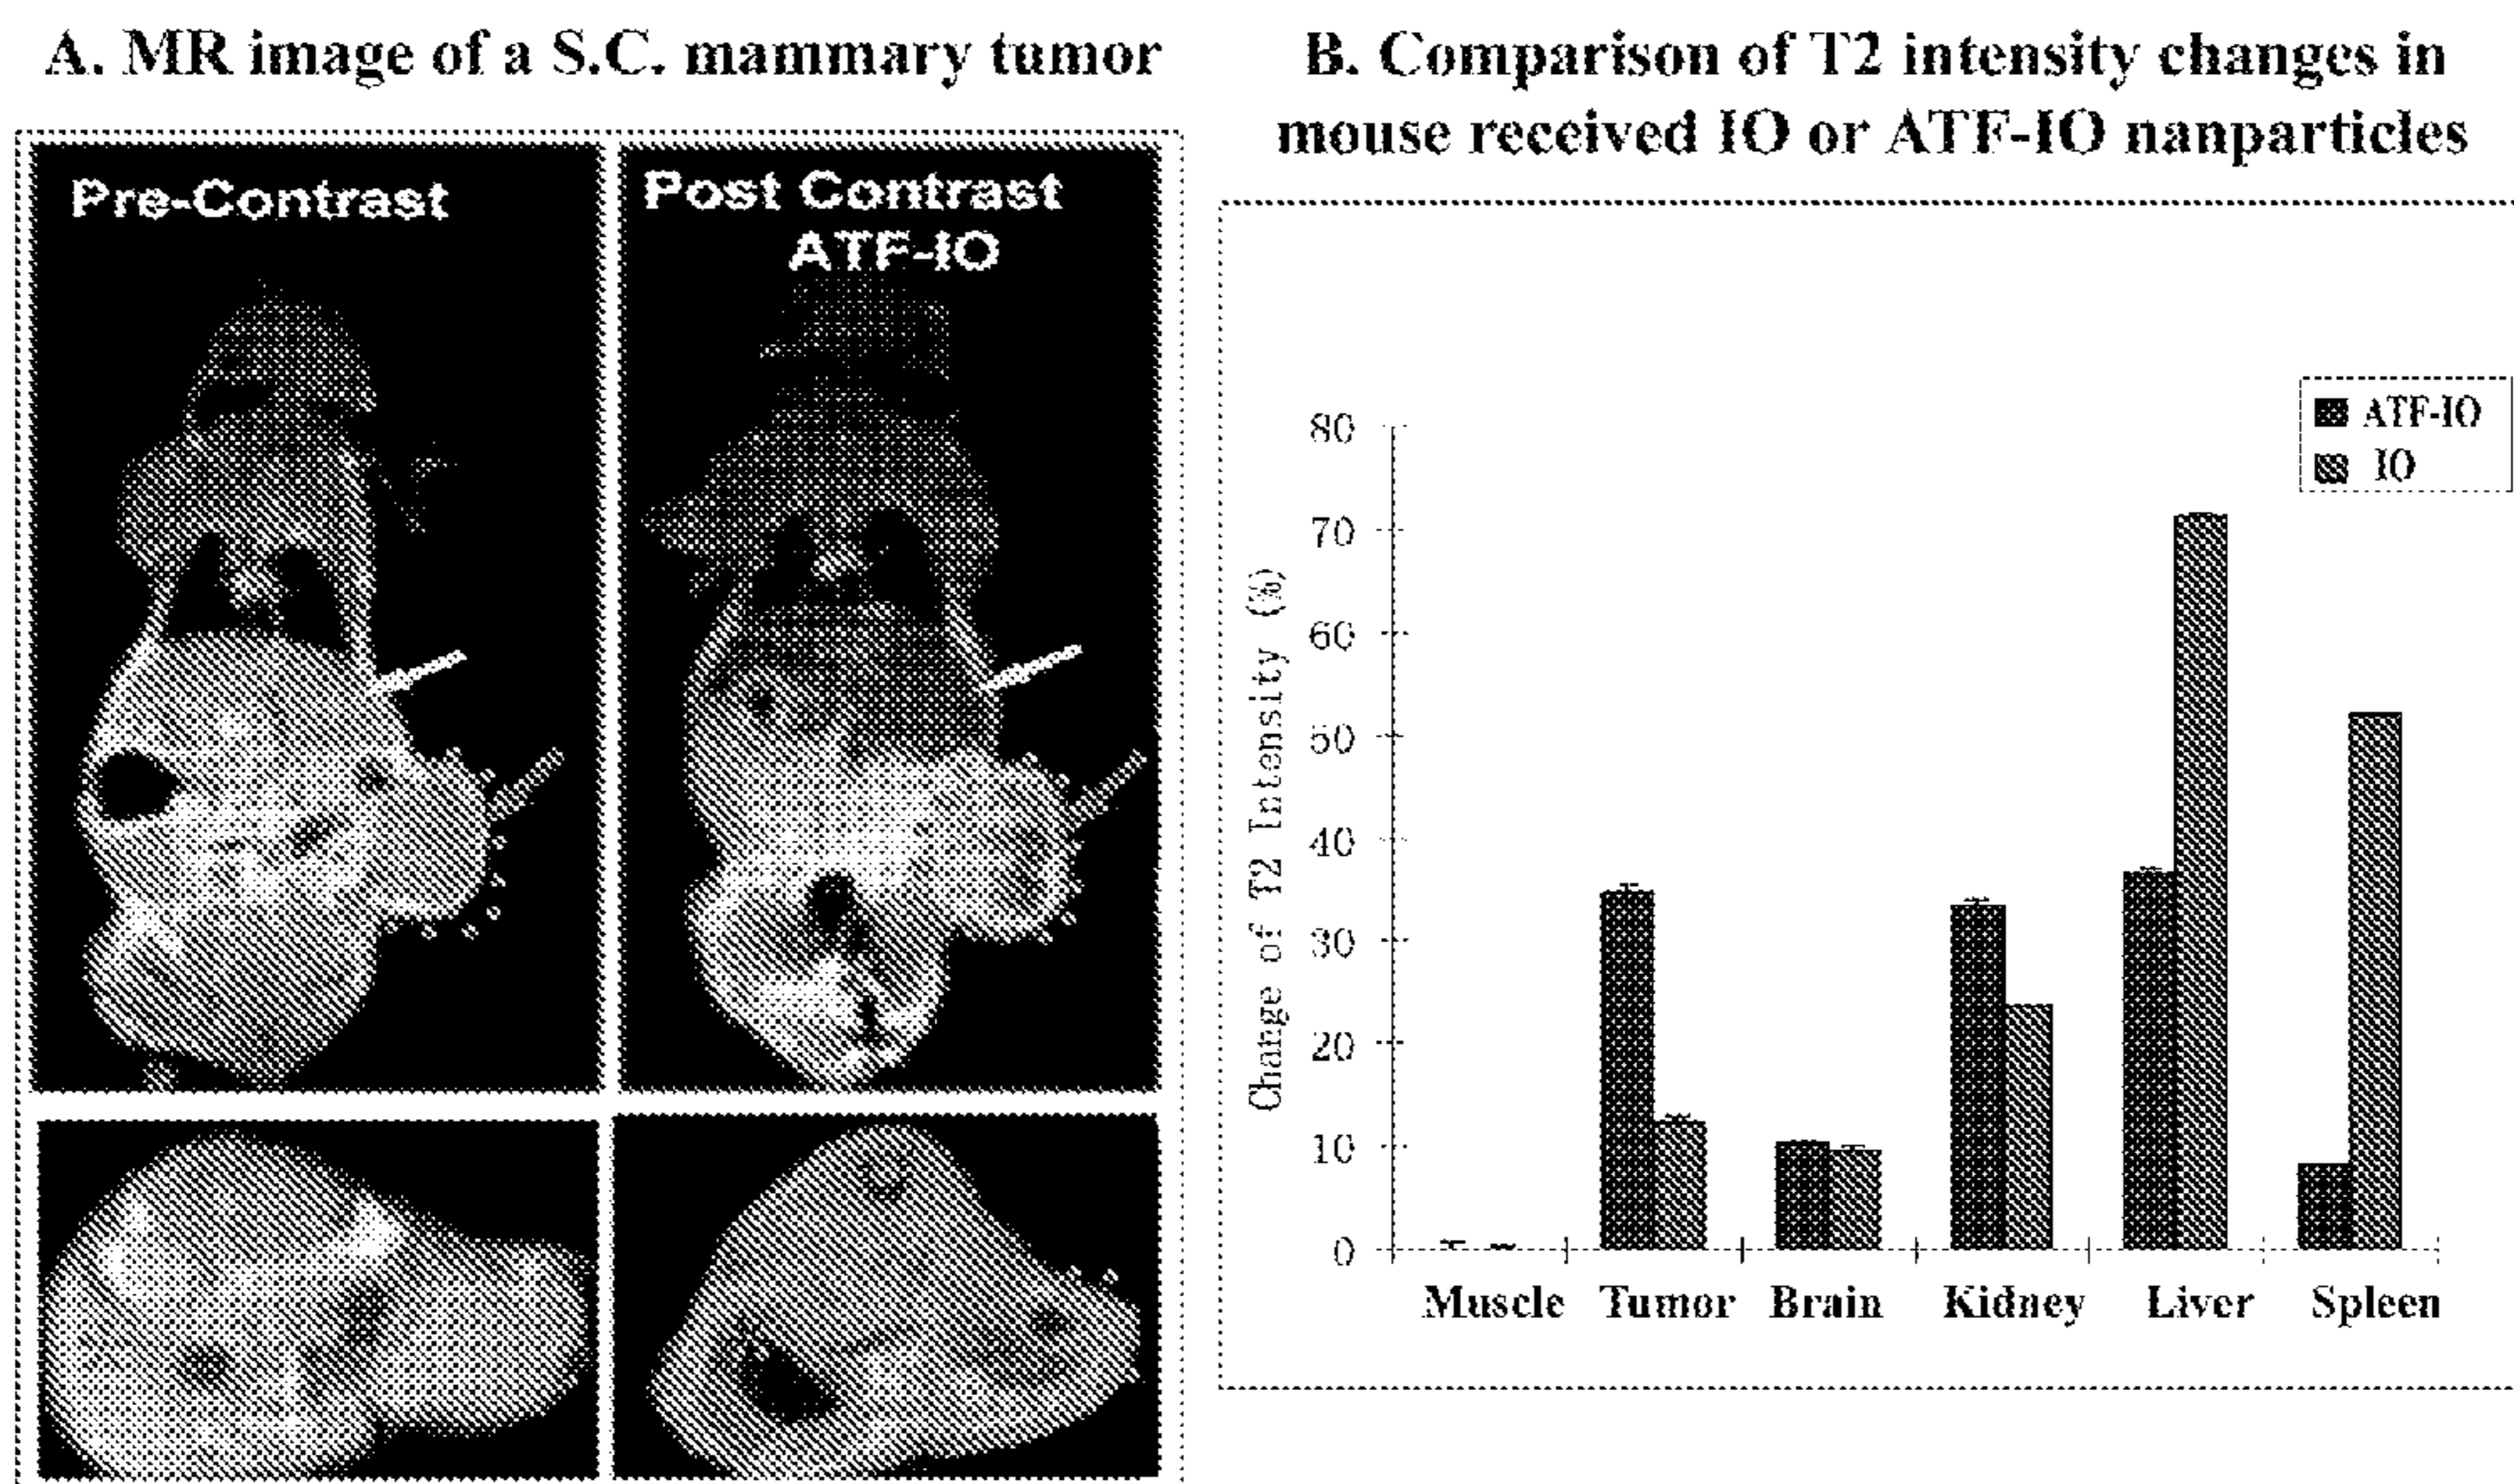 A. MR image of a S.C. mammary tumor
Pre-Contrast
Post Contrast
ATF-IO
B. Comparison of T2 intensity changes in
mouse received IO or ATF-IO nanparticles
ATF-IO
IO
Change of T2 Intensity (%)
80
70
60
50
40
30
20
10
0
Muscle Tumor Brain Kidney Liver Spleen